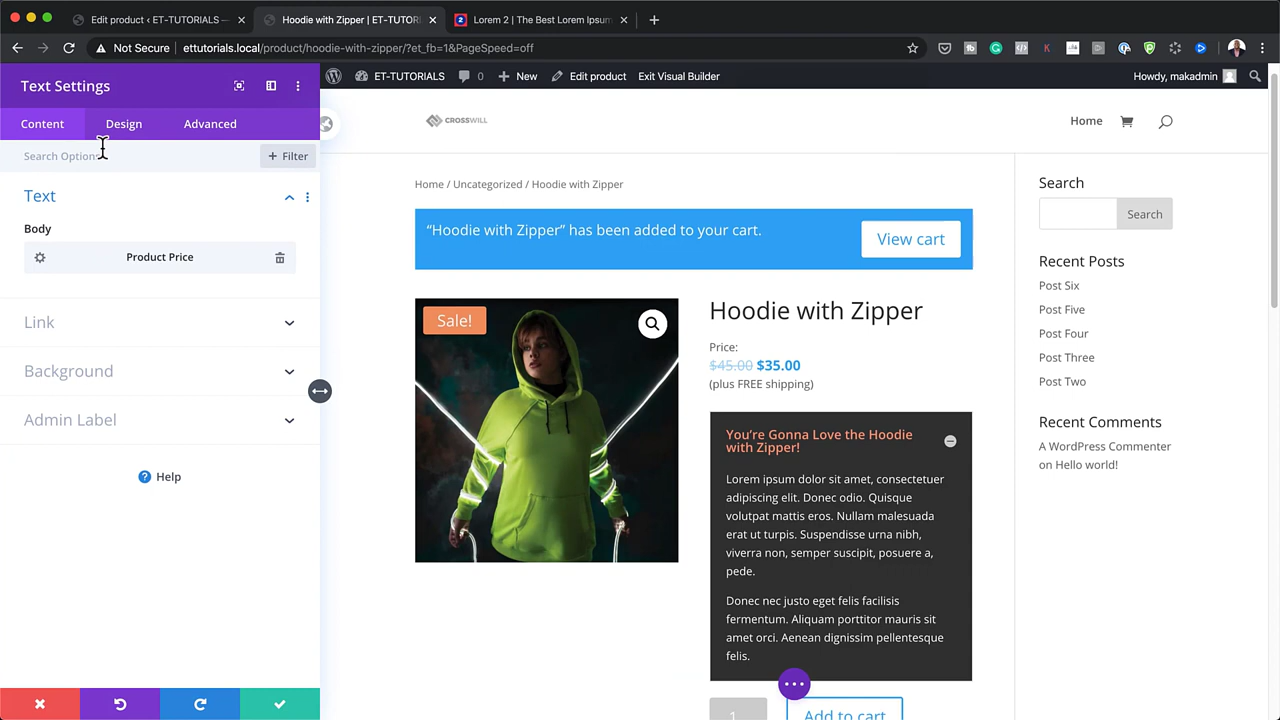 Edit product ‹ ET-TUTORIALS —
Hoodie with Zipper | ET-TUTORI
Lorem 2 | The Best Lorem Ipsum
Not Secure
ettutorials.local/product/hoodie-with-zipper/?et_fb=1&PageSpeed=off
ET-TUTORIALS
0
New
Edit product
Exit Visual Builder
Howdy, makadmin
Text Settings
Content
Design
Advanced
Search Options
Filter
Text
Body
Product Price
Link
Background
Admin Label
Help
CROSSWILL
Home
Home / Uncategorized / Hoodie with Zipper
“Hoodie with Zipper” has been added to your cart.
View cart
Sale!
Hoodie with Zipper
Price:
$45.00 $35.00
(plus FREE shipping)
You’re Gonna Love the Hoodie
with Zipper!
Lorem ipsum dolor sit amet, consectetuer
adipiscing elit. Donec odio. Quisque
volutpat mattis eros. Nullam malesuada
erat ut turpis. Suspendisse urna nibh,
viverra non, semper suscipit, posuere a,
pede.
Donec nec justo eget felis facilisis
fermentum. Aliquam porttitor mauris sit
amet orci. Aenean dignissim pellentesque
felis.
1
Add to cart
Search
Search
Recent Posts
Post Six
Post Five
Post Four
Post Three
Post Two
Recent Comments
A WordPress Commenter
on Hello world!